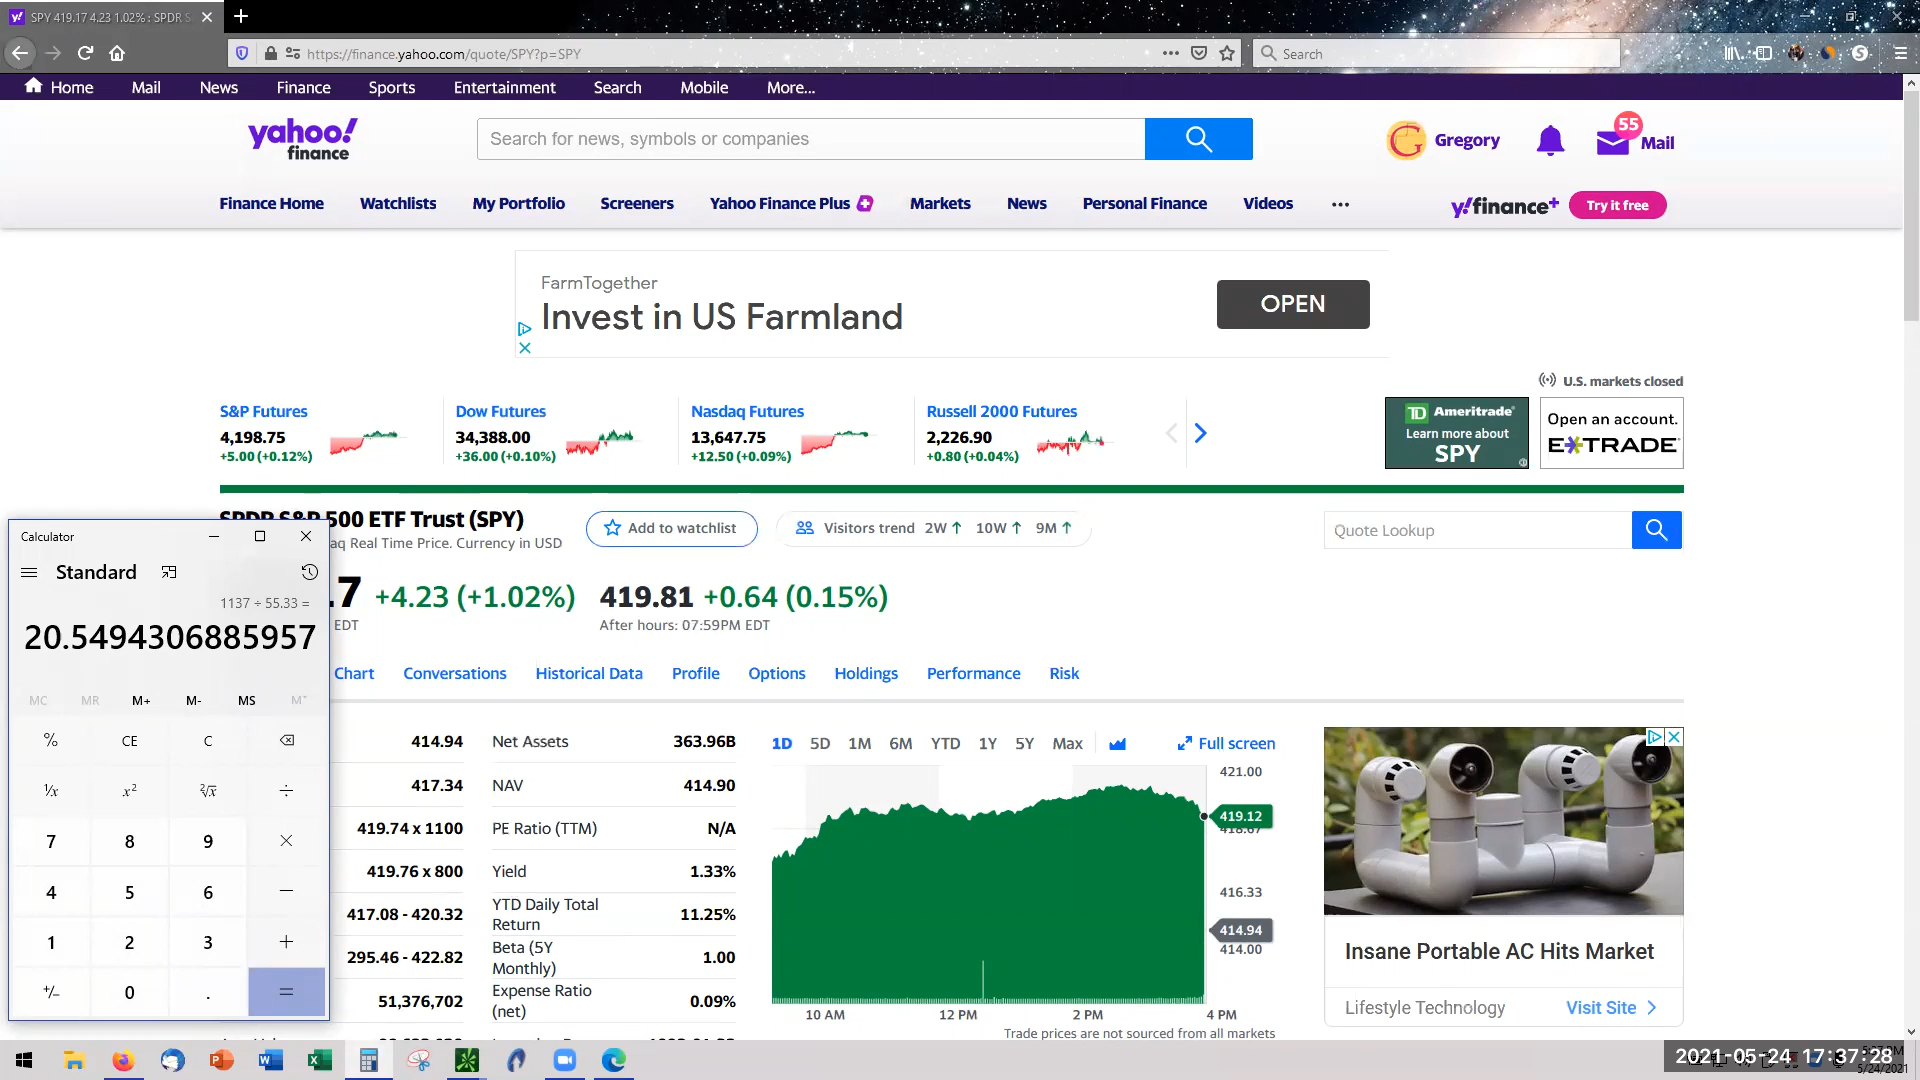 SPY 419.17 4.23 1.02% : SPDR S
https://finance.yahoo.com/quote/SPY?p=SPY
Search
Home Mail News Finance Sports Entertainment Search Mobile More...
yahoo!
finance
Search for news, symbols or companies
Gregory
55
Mail
Finance Home Watchlists My Portfolio Screeners Yahoo Finance Plus Markets News Personal Finance Videos
y!finance+ Try it free
FarmTogether
Invest in US Farmland
OPEN
U.S. markets closed
S&P Futures
4,198.75
+5.00 (+0.12%)
Dow Futures
34,388.00
+36.00 (+0.10%)
Nasdaq Futures
13,647.75
+12.50 (+0.09%)
Russell 2000 Futures
2,226.90
+0.80 (+0.04%)
TD Ameritrade
Learn more about
SPY
Open an account.
E*TRADE
SPDR S&P 500 ETF Trust (SPY)
aq Real Time Price. Currency in USD
Add to watchlist
Visitors trend 2W ↑ 10W ↑ 9M ↑
Quote Lookup
.7 +4.23 (+1.02%)
EDT
419.81 +0.64 (0.15%)
After hours: 07:59PM EDT
Chart Conversations Historical Data Profile Options Holdings Performance Risk
414.94
417.34
419.74 x 1100
419.76 x 800
417.08 - 420.32
295.46 - 422.82
51,376,702
Net Assets 363.96B
NAV 414.90
PE Ratio (TTM) N/A
Yield 1.33%
YTD Daily Total
Return 11.25%
Beta (5Y
Monthly) 1.00
Expense Ratio
(net) 0.09%
1D 5D 1M 6M YTD 1Y 5Y Max Full screen
421.00
419.12
418.67
416.33
414.94
414.00
10 AM 12 PM 2 PM 4 PM
Trade prices are not sourced from all markets
Insane Portable AC Hits Market
Lifestyle Technology Visit Site
Calculator
Standard
1137 ÷ 55.33 =
20.5494306885957
MC MR M+ M- MS M˅
% CE C
¹/x x² ²√x ÷
7 8 9 ×
4 5 6 −
1 2 3 +
+/− 0 . =
2021-05-24 17:37:28
5/24/2021